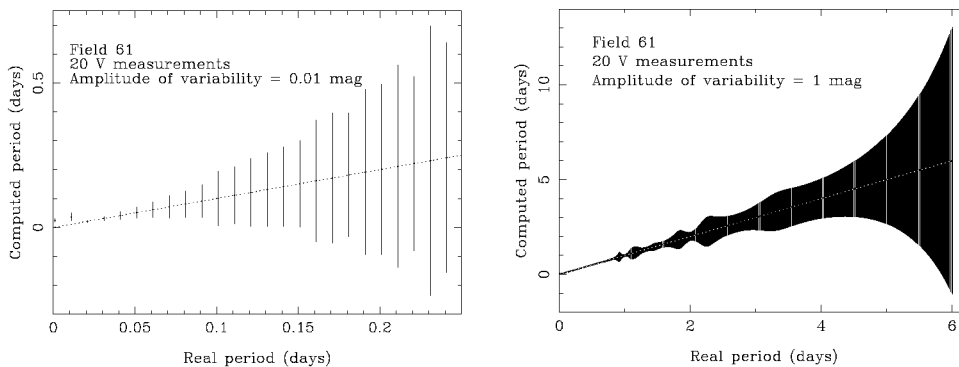 Field 61
20 V measurements
Amplitude of variability = 0.01 mag
Computed period (days)
0.5
0
0
0.05
0.1
0.15
0.2
Real period (days)
Field 61
20 V measurements
Amplitude of variability = 1 mag
Computed period (days)
10
5
0
0
2
4
6
Real period (days)